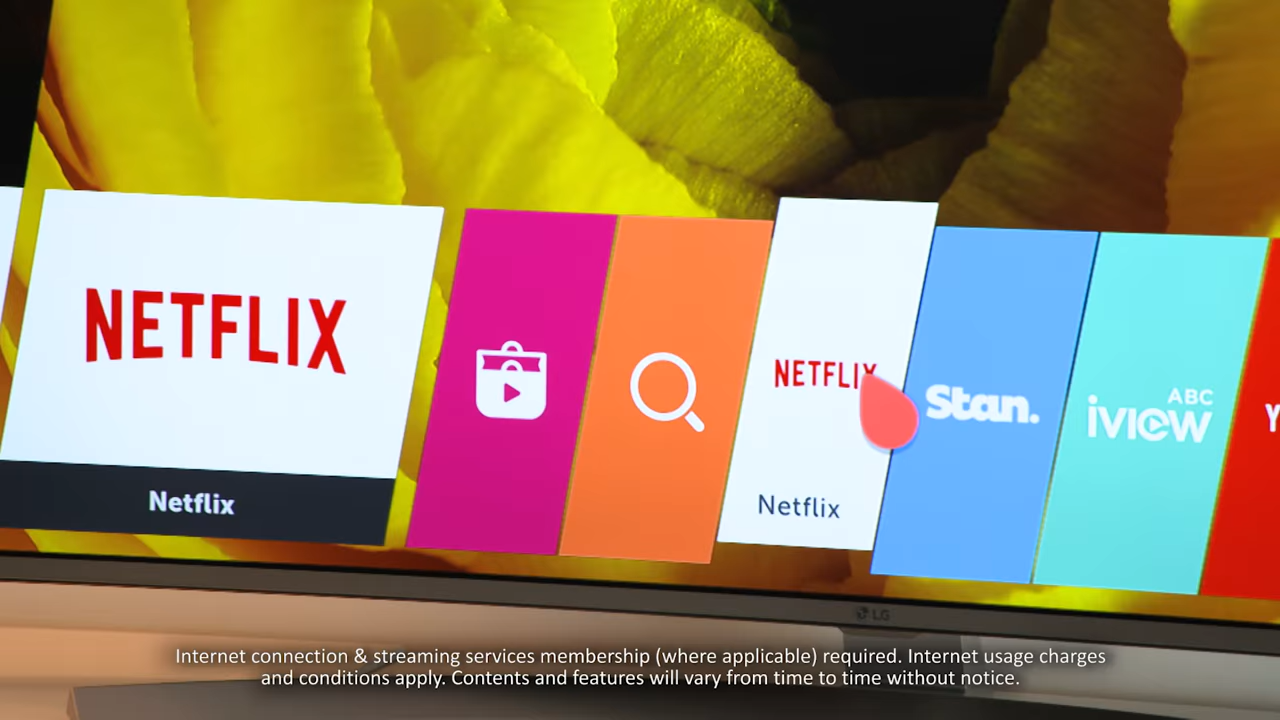 NETFLIX
Netflix
NETFLIX
Netflix
Stan.
ABC
iview
LG
Internet connection & streaming services membership (where applicable) required. Internet usage charges
and conditions apply. Contents and features will vary from time to time without notice.